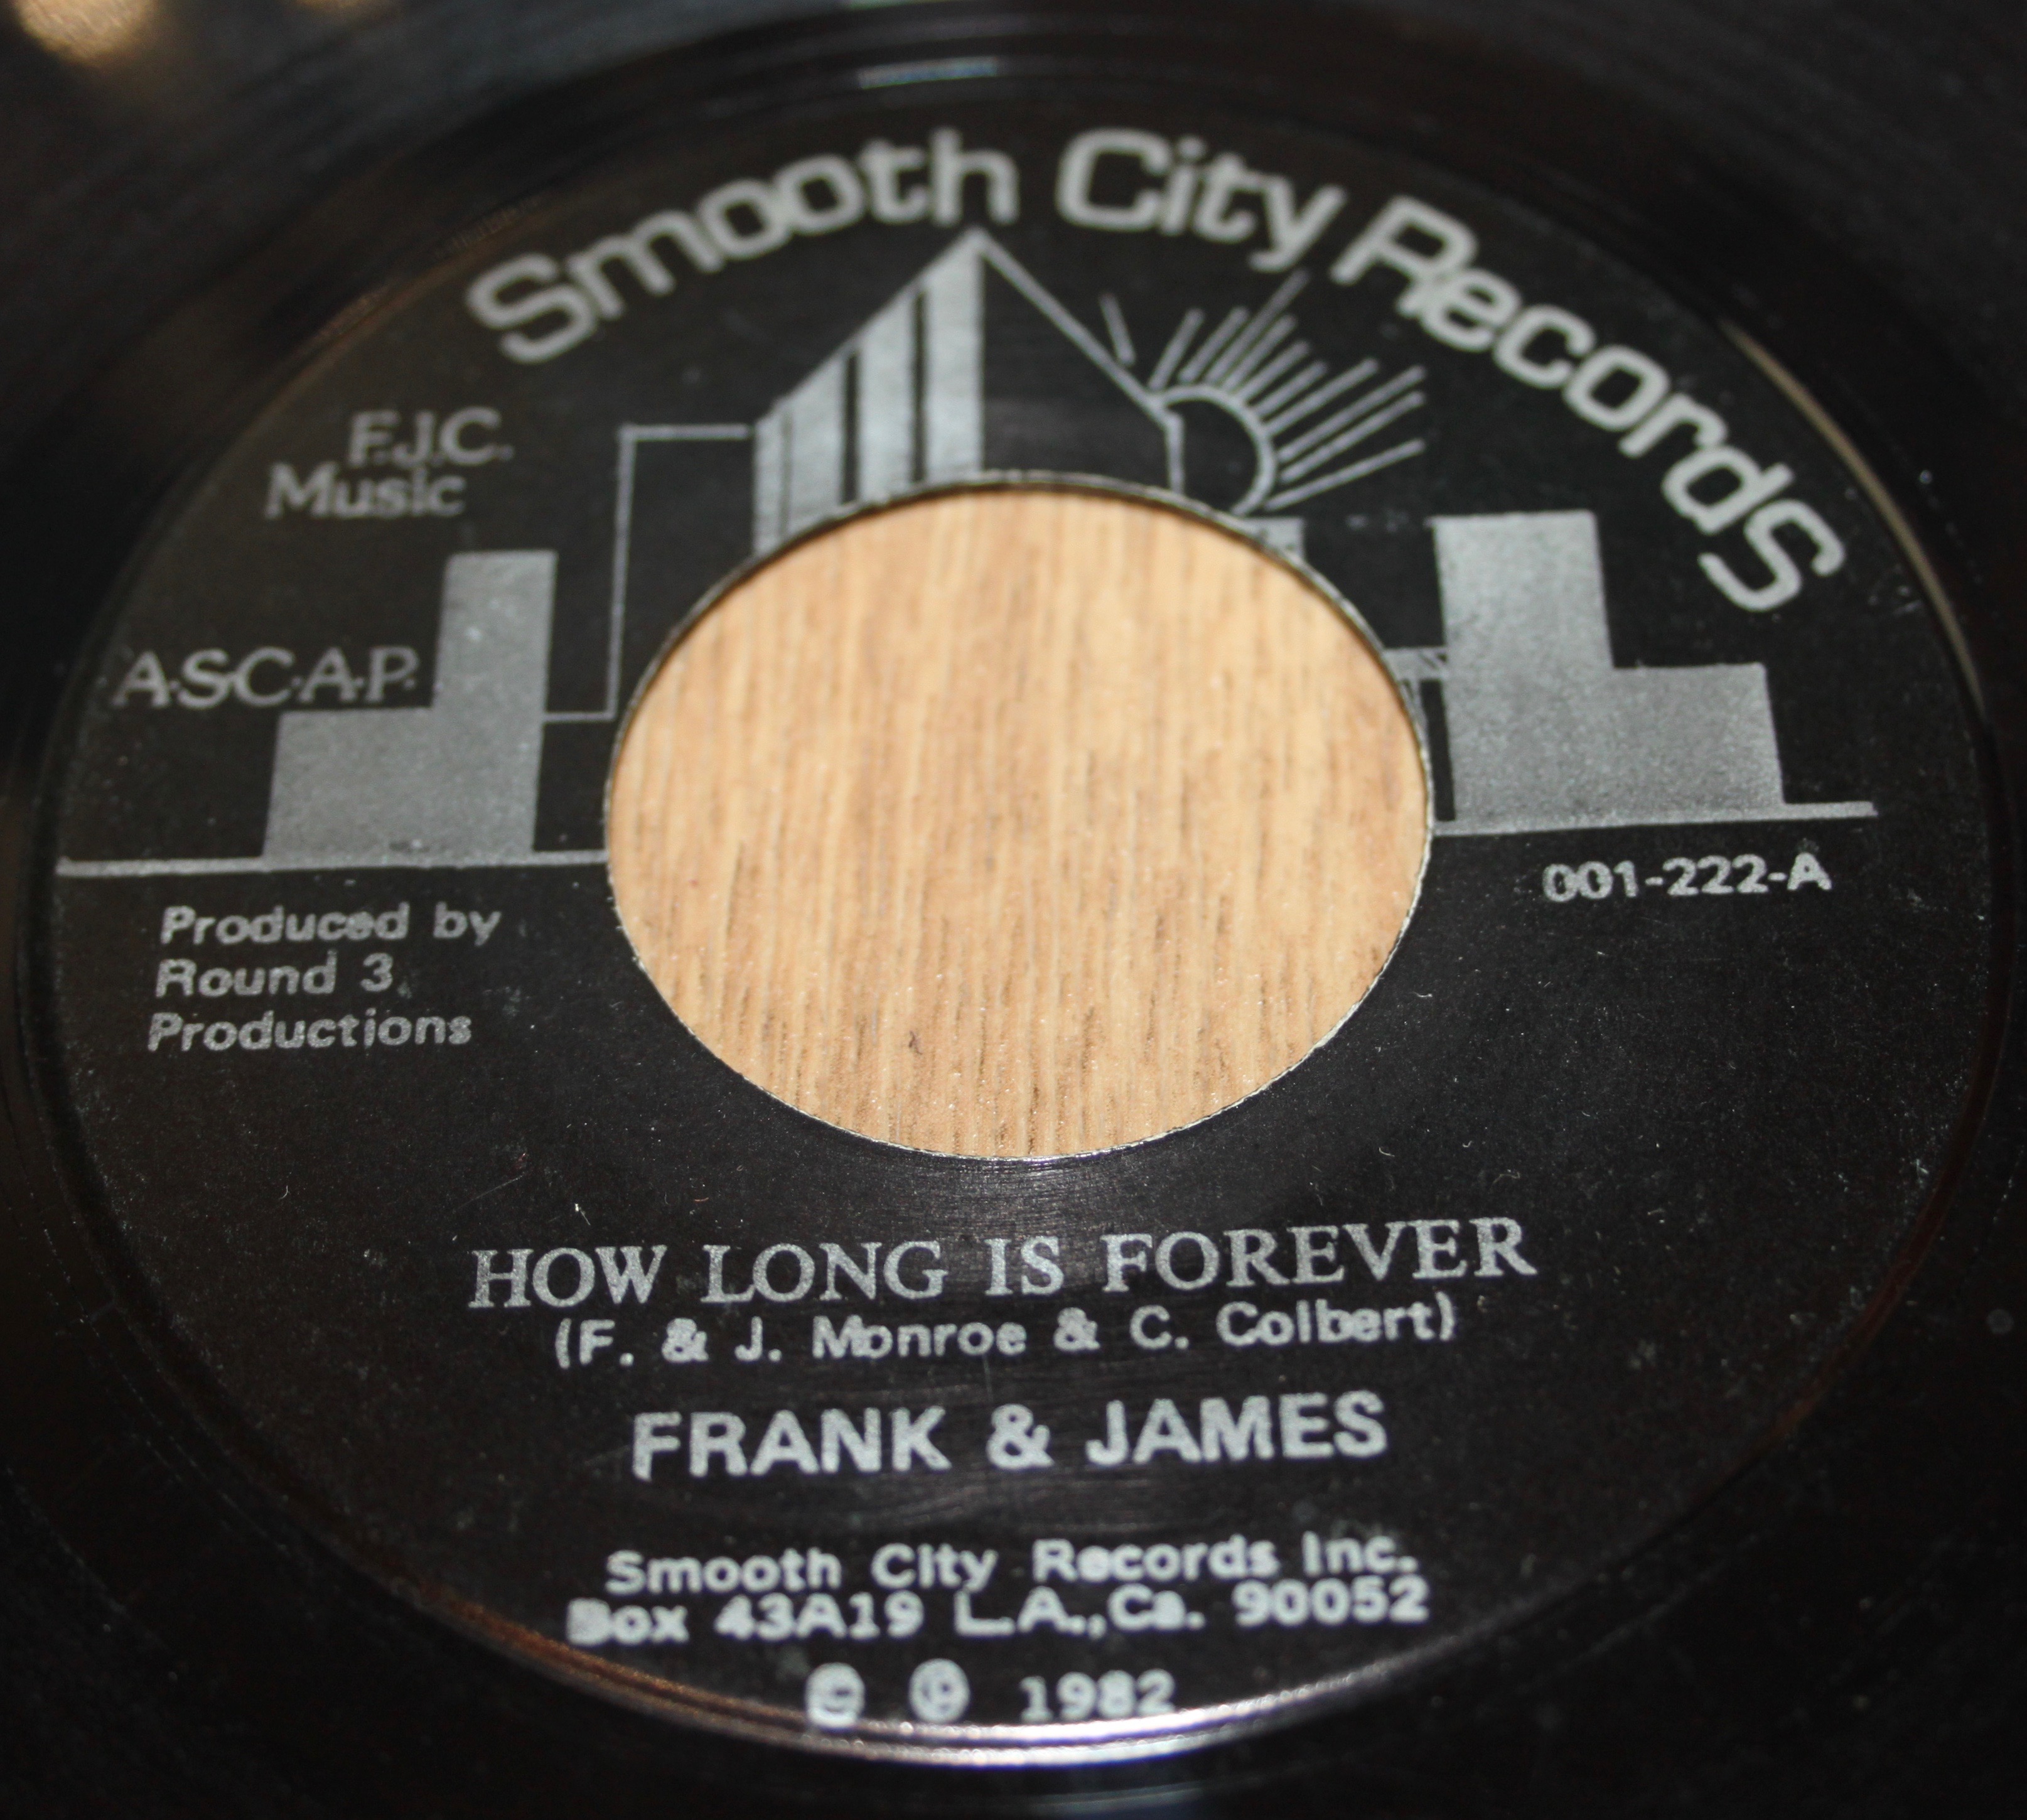 Smooth City Records
F.J.C.
Music
A.S.C.A.P.
001-222-A
Produced by
Round 3
Productions
HOW LONG IS FOREVER
(F. & J. Monroe & C. Colbert)
FRANK & JAMES
Smooth City Records Inc.
Box 43A19 L.A.,Ca. 90052
© ℗ 1982